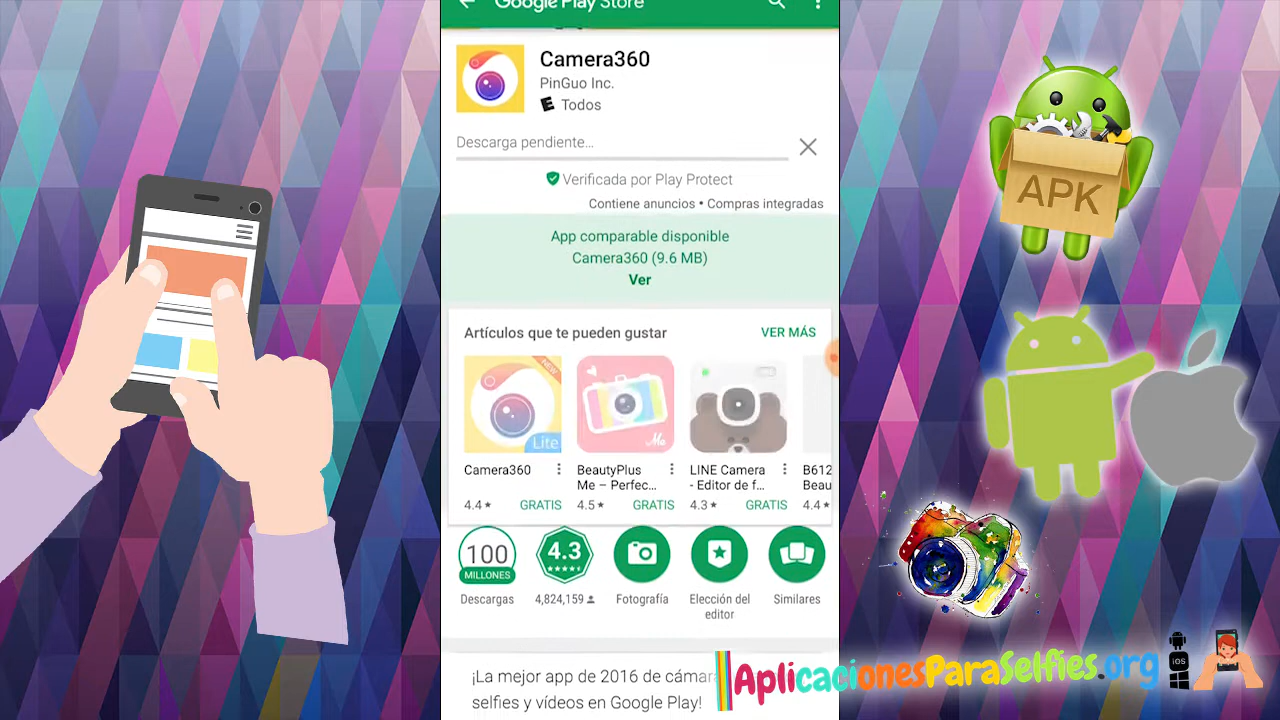 Google Play Store
Camera360
PinGuo Inc.
E Todos
Descarga pendiente...
Verificada por Play Protect
Contiene anuncios • Compras integradas
App comparable disponible
Camera360 (9.6 MB)
Ver
Artículos que te pueden gustar
VER MÁS
NEW
Lite
Me
Camera360
BeautyPlus
Me – Perfec...
LINE Camera
- Editor de f...
B612
Beau
4.4★ GRATIS
4.5★ GRATIS
4.3★ GRATIS
4.4★
100
MILLONES
4.3
Descargas
4,824,159
Fotografía
Elección del
editor
Similares
¡La mejor app de 2016 de cámar
selfies y vídeos en Google Play!
APK
AplicacionesParaSelfies.org
iOS